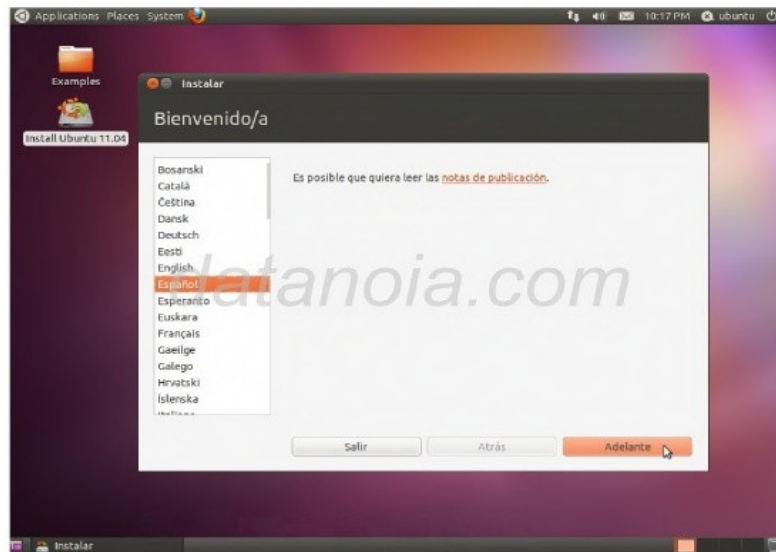 Applications Places System
10:17 PM ubuntu
Examples
Install Ubuntu 11.04
Instalar
Bienvenido/a
Bosanski
Català
Čeština
Dansk
Deutsch
Eesti
English
Español
Esperanto
Euskara
Français
Gaeilge
Galego
Hrvatski
Íslenska
Italiano
Es posible que quiera leer las notas de publicación.
datanoia.com
Salir
Atrás
Adelante
Instalar